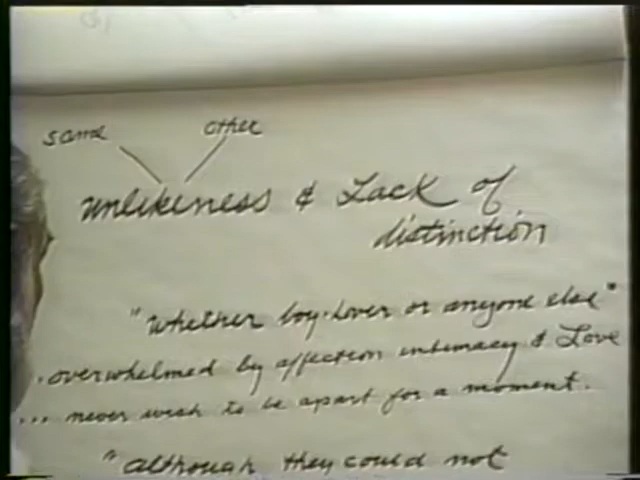 same other
unlikeness & Lack of
distinction
"whether boy-lover or anyone else"
. overwhelmed by affection intimacy & Love
... never wish to be apart for a moment.
"although they could not